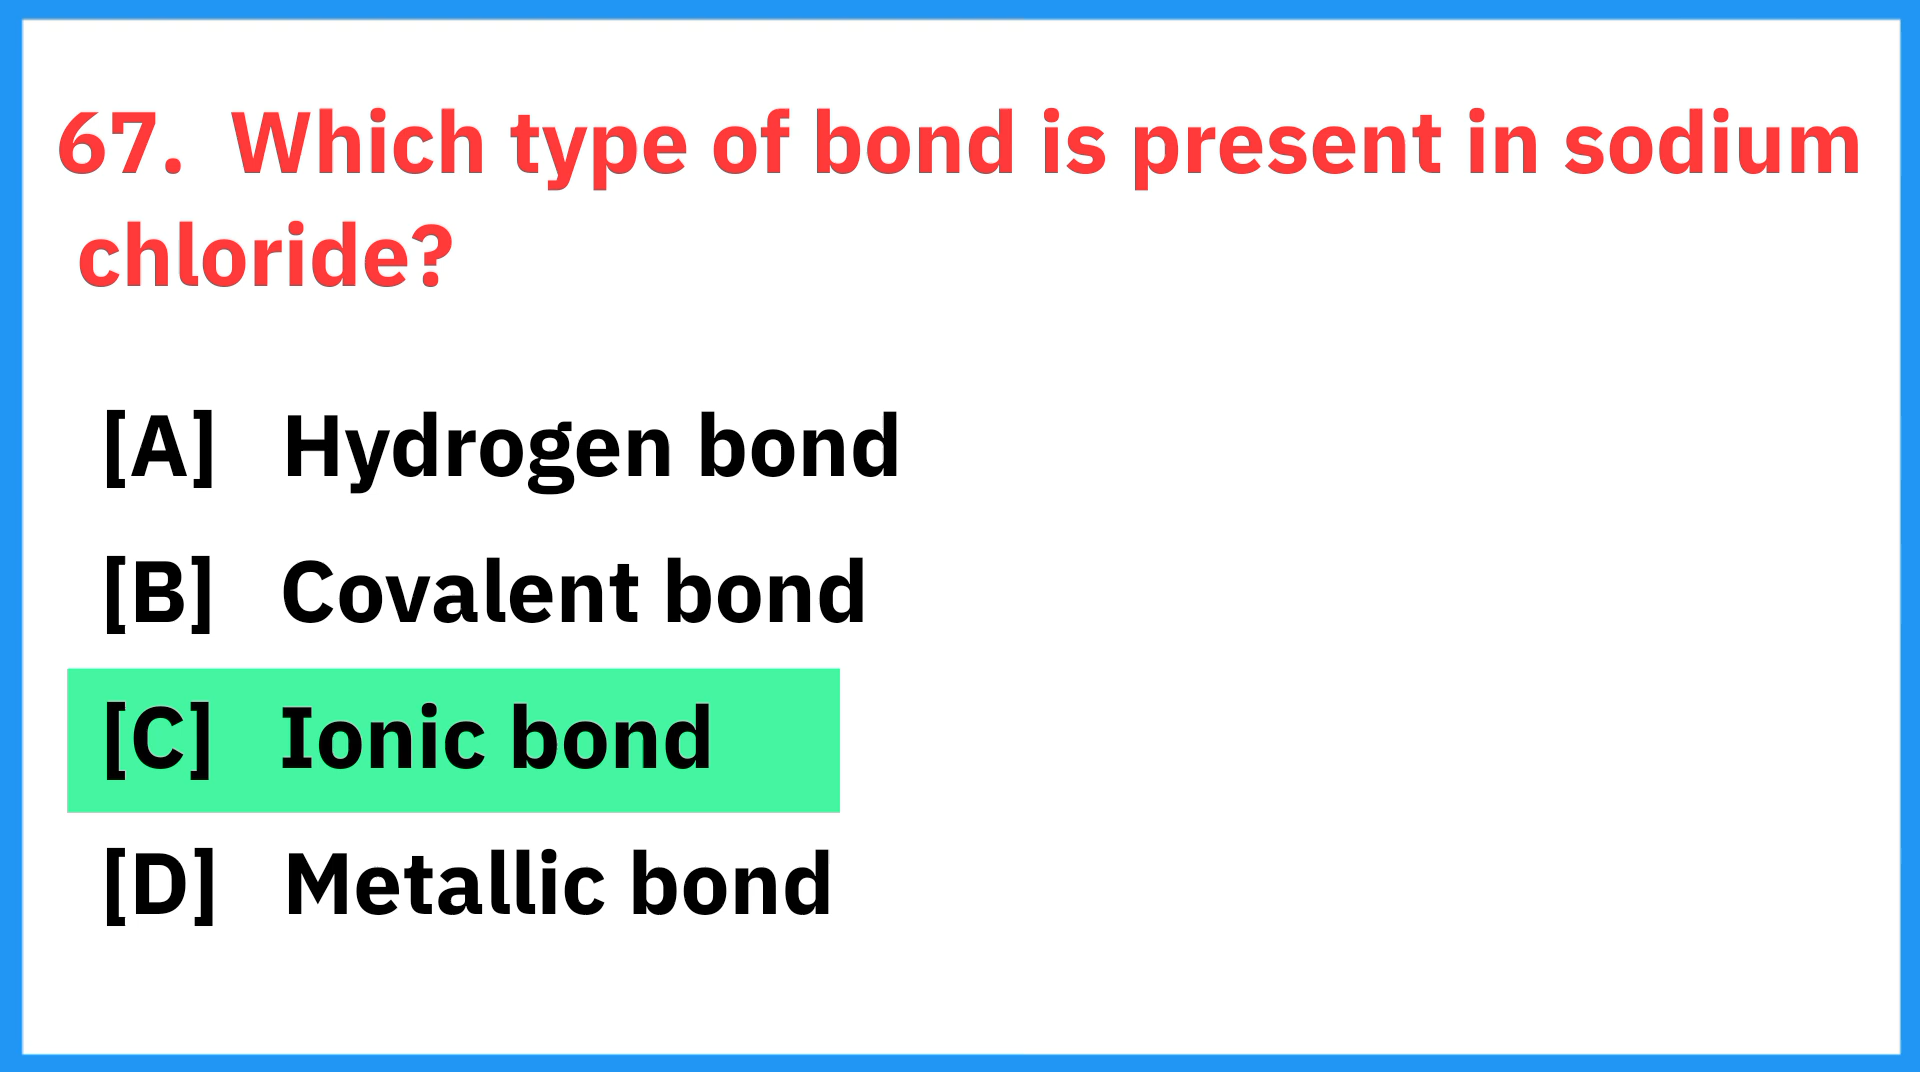 67. Which type of bond is present in sodium
chloride?
[A] Hydrogen bond
[B] Covalent bond
[C] Ionic bond
[D] Metallic bond